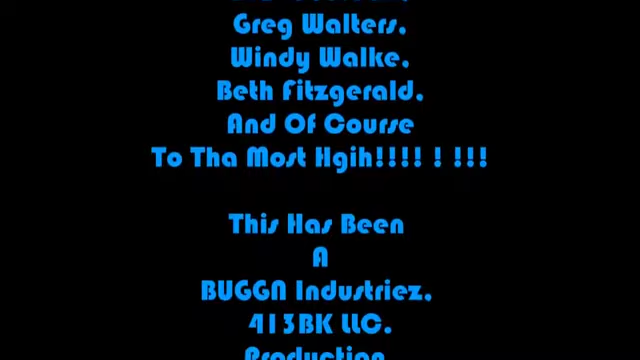 Greg Walters,
Windy Walke,
Beth Fitzgerald,
And Of Course
To Tha Most Hgih!!!! ! !!!
This Has Been
A
BUGGN Industriez,
413BK LLC.
Production